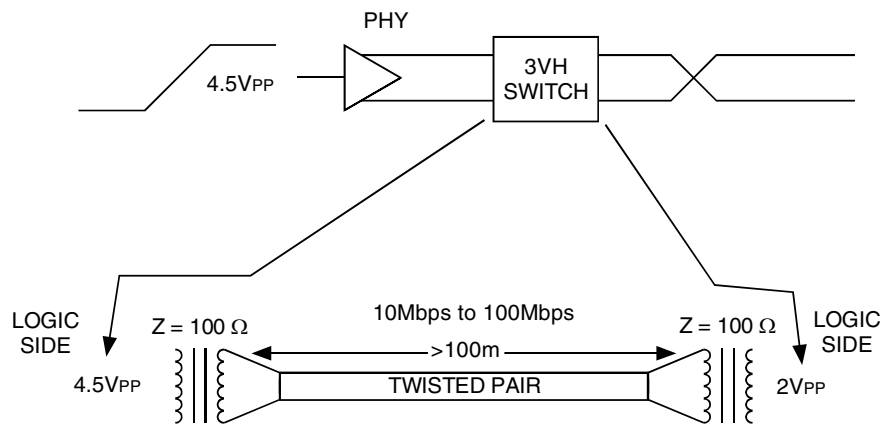 PHY
4.5VPP
3VH
SWITCH
10Mbps to 100Mbps
LOGIC
SIDE
Z = 100 Ω
Z = 100 Ω
LOGIC
SIDE
>100m
4.5VPP
TWISTED PAIR
2VPP